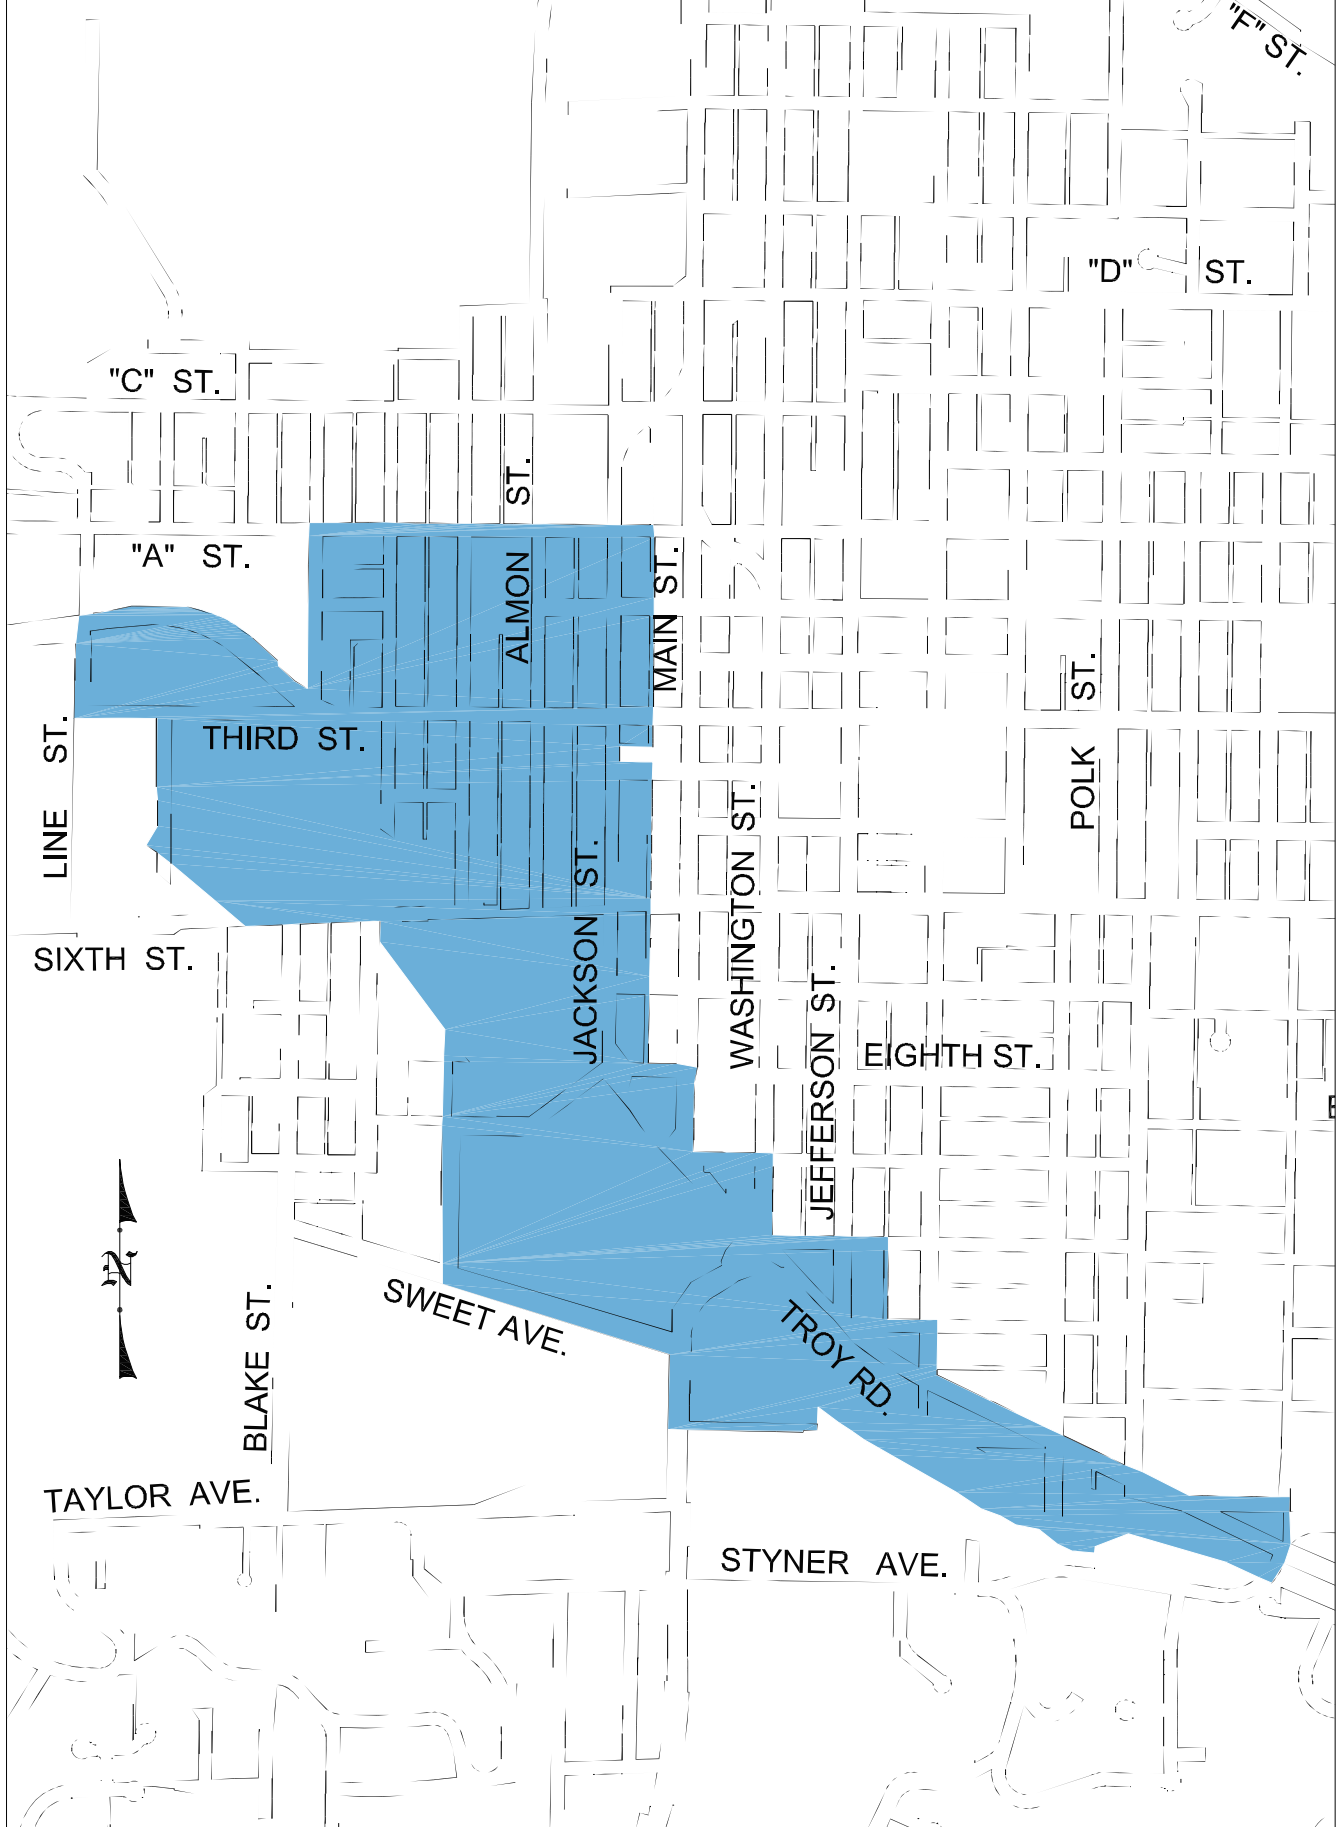 "F" ST.
"D" ST.
"C" ST.
ALMON ST.
"A" ST.
MAIN ST.
POLK ST.
THIRD ST.
LINE ST.
WASHINGTON ST.
JACKSON ST.
SIXTH ST.
JEFFERSON ST.
EIGHTH ST.
N
SWEET AVE.
TROY RD.
BLAKE ST.
TAYLOR AVE.
STYNER AVE.